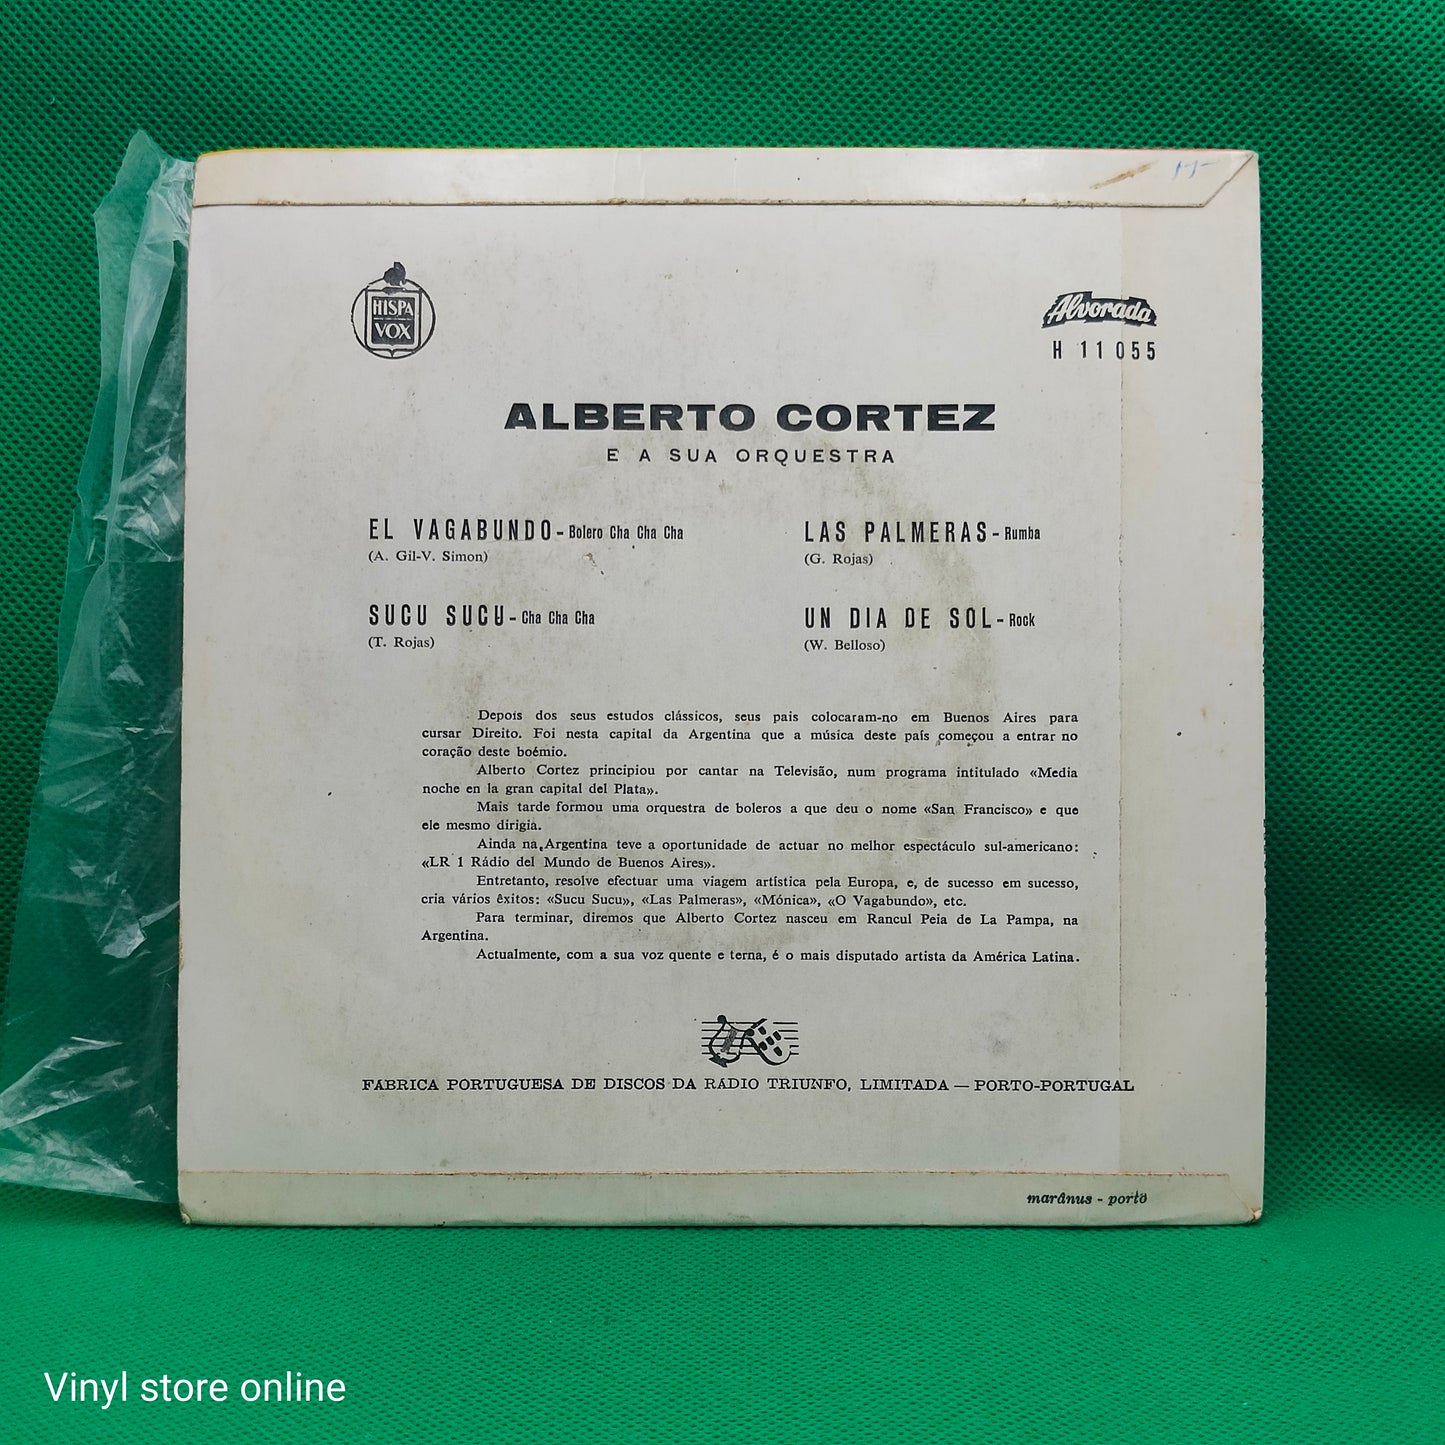 HISPA
VOX
Alvorada
H 11 055
ALBERTO CORTEZ
E A SUA ORQUESTRA
EL VAGABUNDO - Bolero Cha Cha Cha
(A. Gil-V. Simon)
SUCU SUCU - Cha Cha Cha
(T. Rojas)
LAS PALMERAS - Rumba
(G. Rojas)
UN DIA DE SOL - Rock
(W. Belloso)
Depois dos seus estudos clássicos, seus pais colocaram-no em Buenos Aires para
cursar Direito. Foi nesta capital da Argentina que a música deste país começou a entrar no
coração deste boémio.
Alberto Cortez principiou por cantar na Televisão, num programa intitulado «Media
noche en la gran capital del Plata».
Mais tarde formou uma orquestra de boleros a que deu o nome «San Francisco» e que
ele mesmo dirigia.
Ainda na Argentina teve a oportunidade de actuar no melhor espectáculo sul-americano:
«LR 1 Rádio del Mundo de Buenos Aires».
Entretanto, resolve efectuar uma viagem artística pela Europa, e, de sucesso em sucesso,
cria vários êxitos: «Sucu Sucu», «Las Palmeras», «Mónica», «O Vagabundo», etc.
Para terminar, diremos que Alberto Cortez nasceu em Rancul Peia de La Pampa, na
Argentina.
Actualmente, com a sua voz quente e terna, é o mais disputado artista da América Latina.
FÁBRICA PORTUGUESA DE DISCOS DA RÁDIO TRIUNFO, LIMITADA — PORTO-PORTUGAL
marânus - porto
Vinyl store online